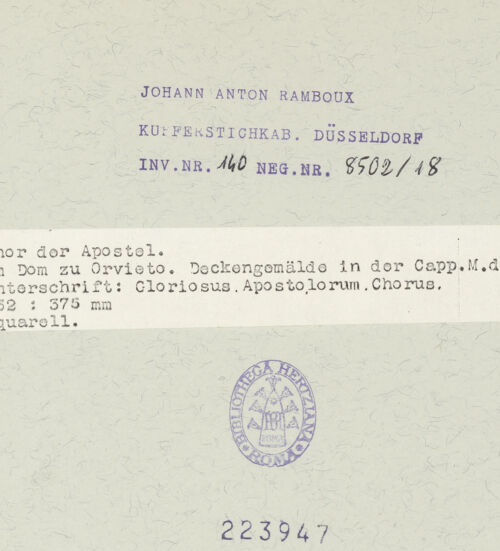 JOHANN ANTON RAMBOUX
KUPFERSTICHKAB. DÜSSELDORF
INV.NR. 140 NEG.NR. 8502/18
hor der Apostel.
m Dom zu Orvieto. Deckengemälde in der Capp.M.d
nterschrift: Gloriosus.Apostolorum.Chorus.
52 : 375 mm
quarell.
BIBLIOTHECA HERTZIANA
ROMA
223947